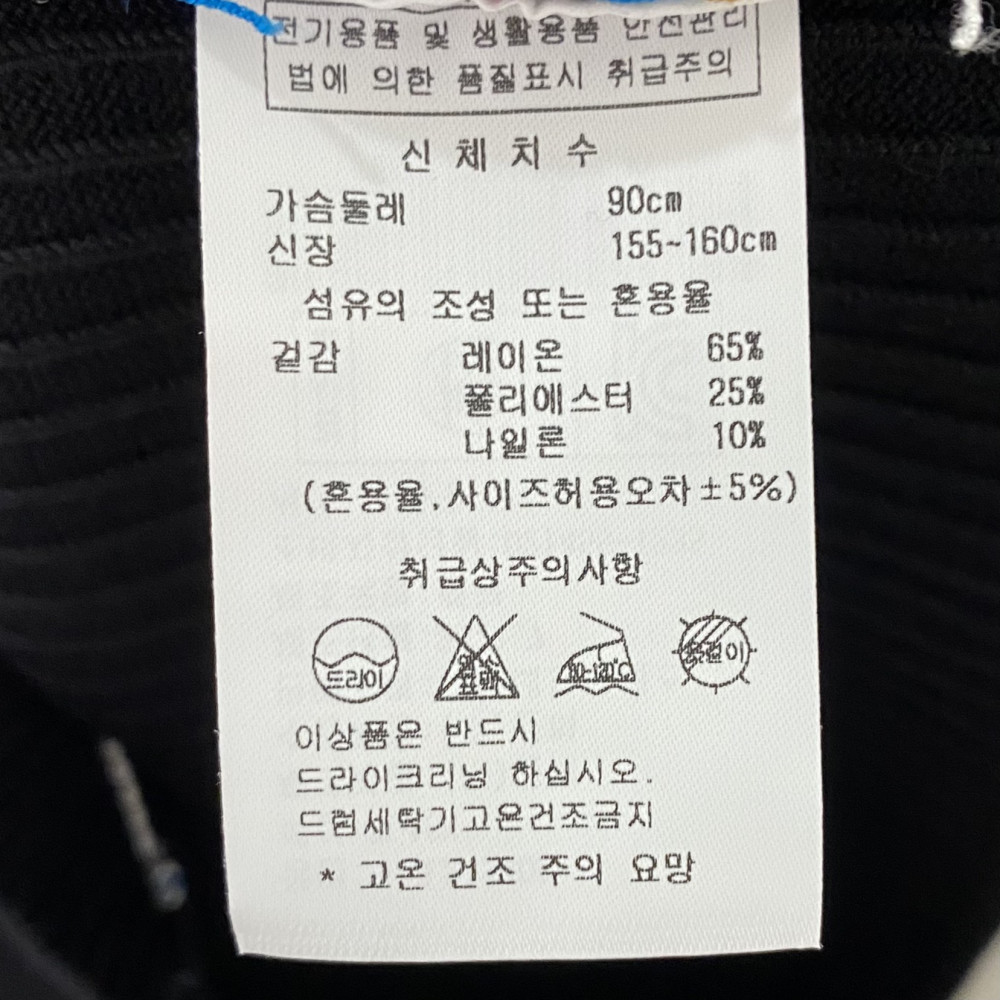 전기용품 및 생활용품 안전관리
법에 의한 품질표시 취급주의
신 체 치 수
가슴둘레 90cm
신장 155~160cm
섬유의 조성 또는 혼용율
겉감 레이온 65%
폴리에스터 25%
나일론 10%
(혼용율,사이즈허용오차±5%)
취급상주의사항
드라이 80~120℃ 옷걸이
이상품은 반드시
드라이크리닝 하십시오.
드럼세탁기고온건조금지
* 고온 건조 주의 요망